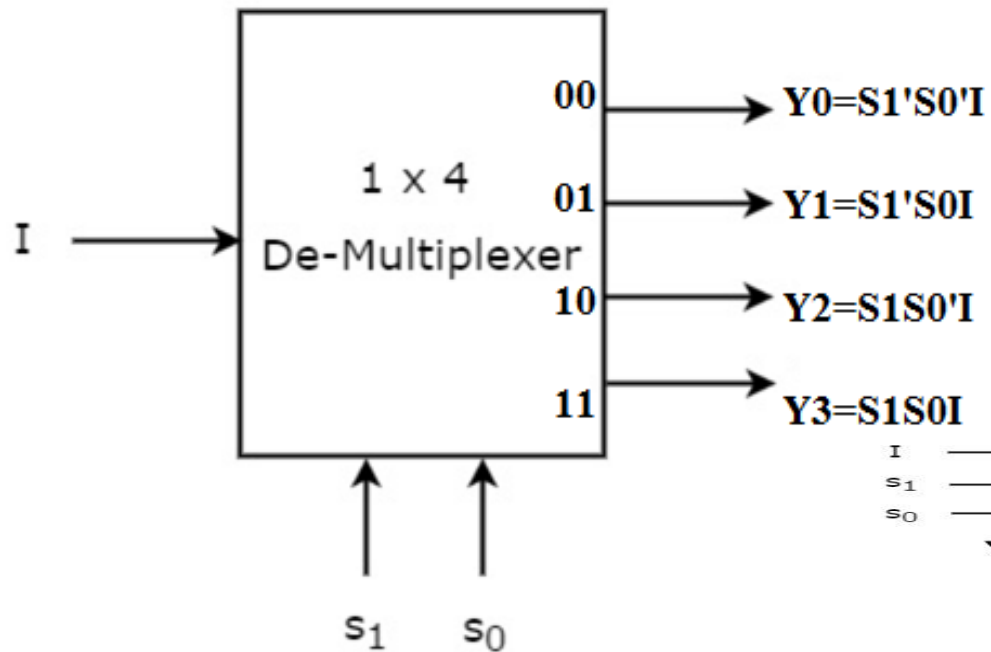 00
Y0=S1'S0'I
1 x 4
01
Y1=S1'S0I
I
De-Multiplexer
10
Y2=S1S0'I
11
Y3=S1S0I
I
s₁
s₀
s₁ s₀